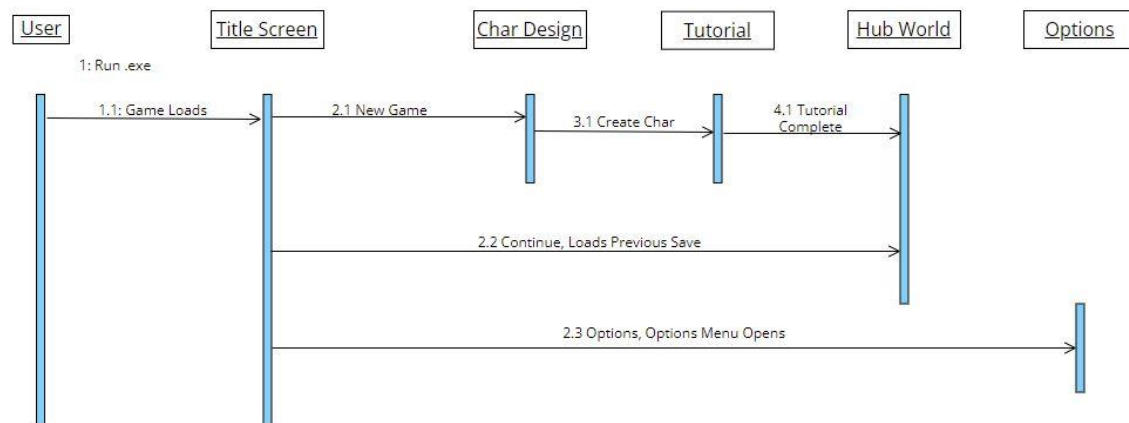 User
Title Screen
Char Design
Tutorial
Hub World
Options
1: Run .exe
1.1: Game Loads
2.1 New Game
3.1 Create Char
4.1 Tutorial
Complete
2.2 Continue, Loads Previous Save
2.3 Options, Options Menu Opens